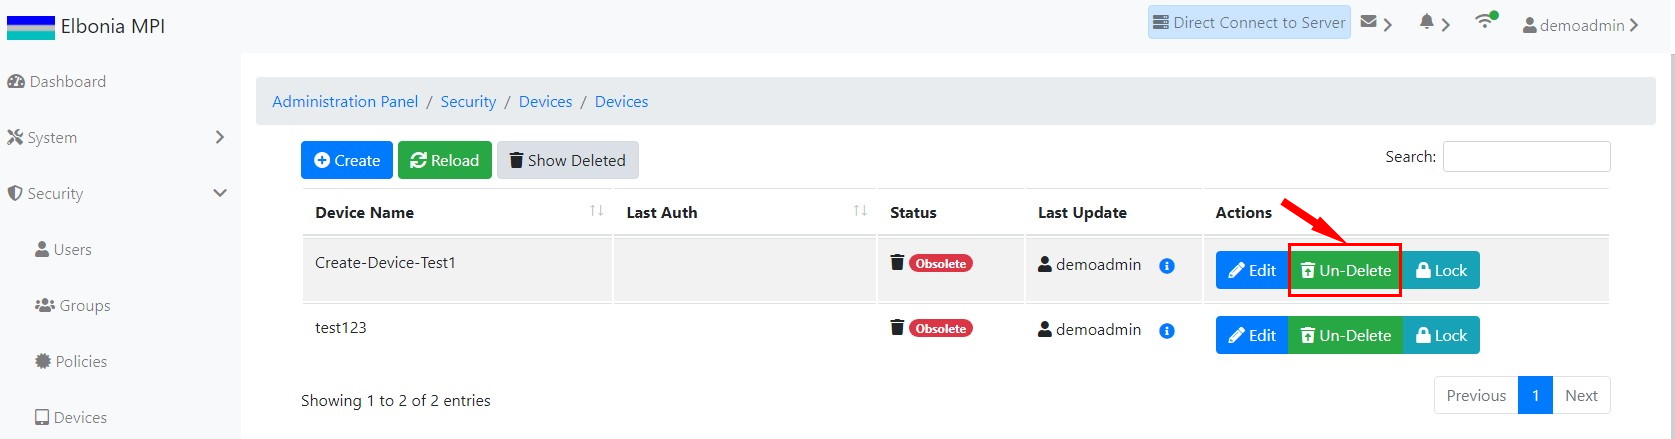 Elbonia MPI
Direct Connect to Server
demoadmin
Dashboard
System
Security
Users
Groups
Policies
Devices
Administration Panel / Security / Devices / Devices
Create Reload Show Deleted Search:
Device Name Last Auth Status Last Update Actions
Create-Device-Test1 Obsolete demoadmin Edit Un-Delete Lock
test123 Obsolete demoadmin Edit Un-Delete Lock
Showing 1 to 2 of 2 entries
Previous 1 Next